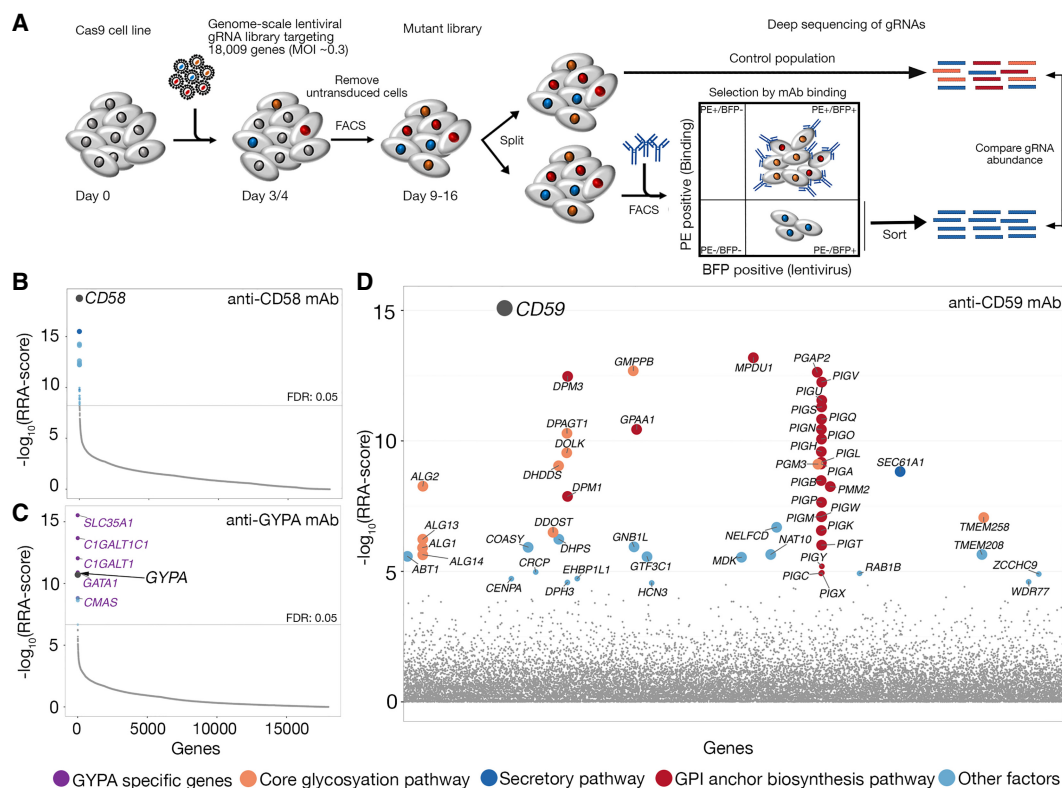 A
Cas9 cell line
Genome-scale lentiviral
gRNA library targeting
18,009 genes (MOI ~0.3)
Mutant library
Deep sequencing of gRNAs
Remove
untransduced cells
FACS
Split
Control population
Selection by mAb binding
PE+/BFP-
PE+/BFP+
PE positive (Binding)
FACS
PE-/BFP-
PE-/BFP+
BFP positive (lentivirus)
Sort
Compare gRNA
abundance
Day 0
Day 3/4
Day 9-16
B
CD58
anti-CD58 mAb
-log10(RRA-score)
15
10
5
0
FDR: 0.05
C
anti-GYPA mAb
-log10(RRA-score)
15
10
5
0
SLC35A1
C1GALT1C1
C1GALT1
GYPA
GATA1
CMAS
FDR: 0.05
0
5000
10000
Genes
D
CD59
anti-CD59 mAb
-log10(RRA-score)
15
10
5
0
GMPPB
MPDU1
PGAP2
PIGV
DPM3
PIGU
PIGS
GPAA1
PIGQ
DPAGT1
PIGN
PIGO
DOLK
PIGH
PIGL
DHDDS
PGM3
PIGA
SEC61A1
ALG2
PIGB
PMM2
DPM1
PIGP
PIGW
TMEM258
DDOST
NELFCD
PIGM
PIGK
ALG13
COASY
GNB1L
NAT10
PIGT
TMEM208
ALG1
DHPS
ALG14
ABT1
CRCP
EHBP1L1
GTF3C1
MDK
PIGY
RAB1B
ZCCHC9
CENPA
DPH3
HCN3
PIGC
PIGX
WDR77
Genes
GYPA specific genes
Core glycosyation pathway
Secretory pathway
GPI anchor biosynthesis pathway
Other factors